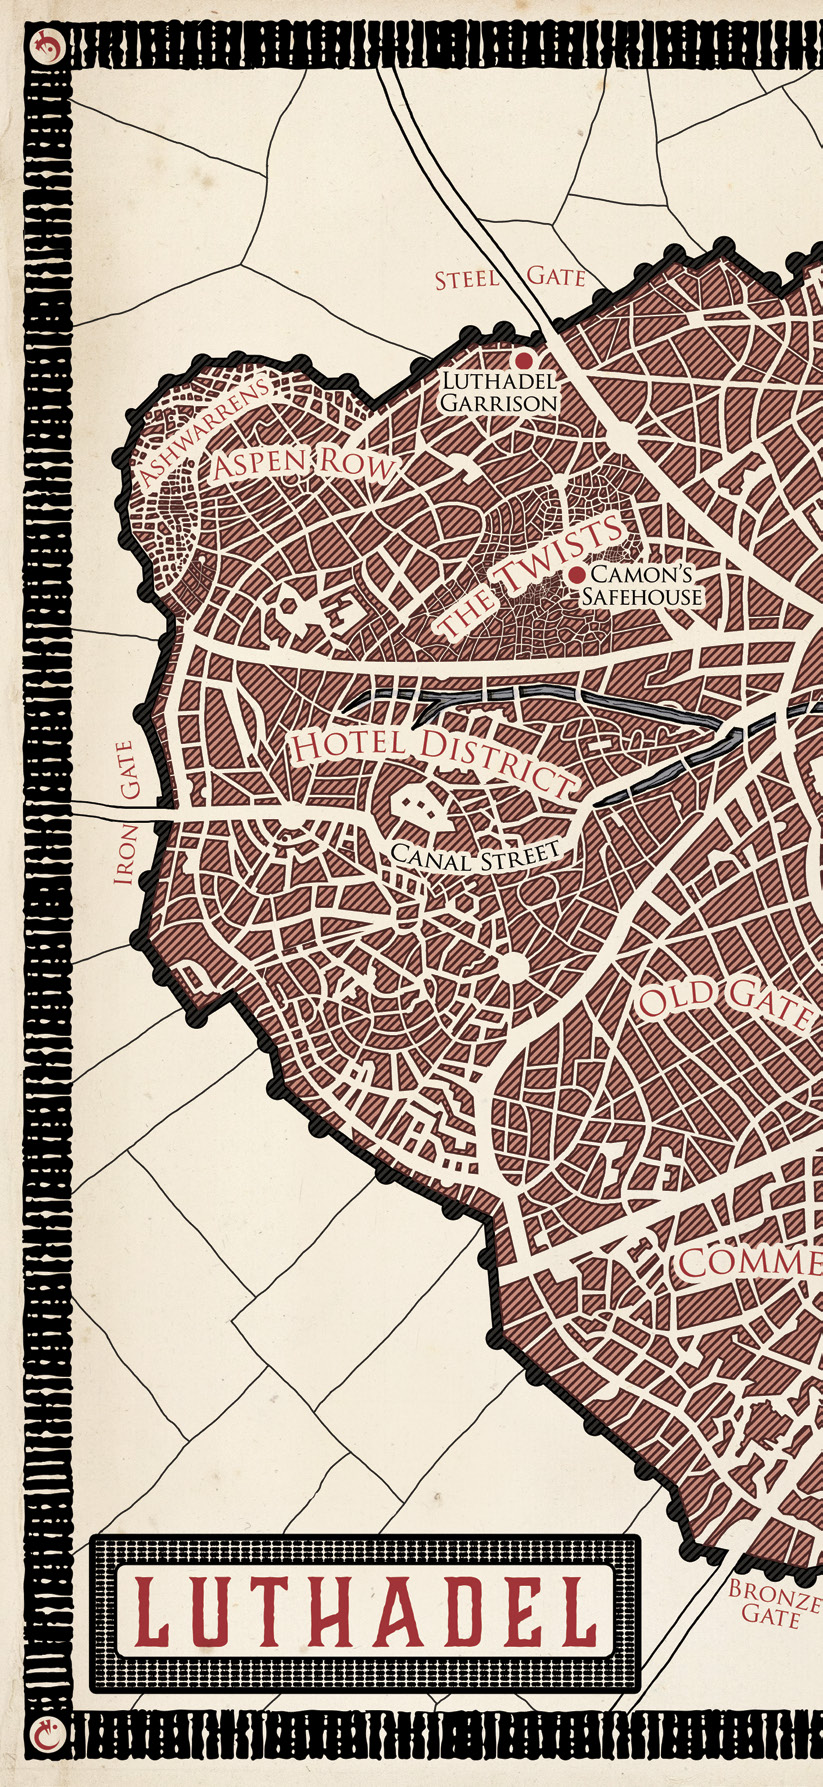 STEEL GATE
LUTHADEL
GARRISON
ASHWARRENS
ASPEN ROW
THE TWISTS
CAMON'S
SAFEHOUSE
HOTEL DISTRICT
IRON GATE
CANAL STREET
OLD GATE
COMME
BRONZE
GATE
LUTHADEL